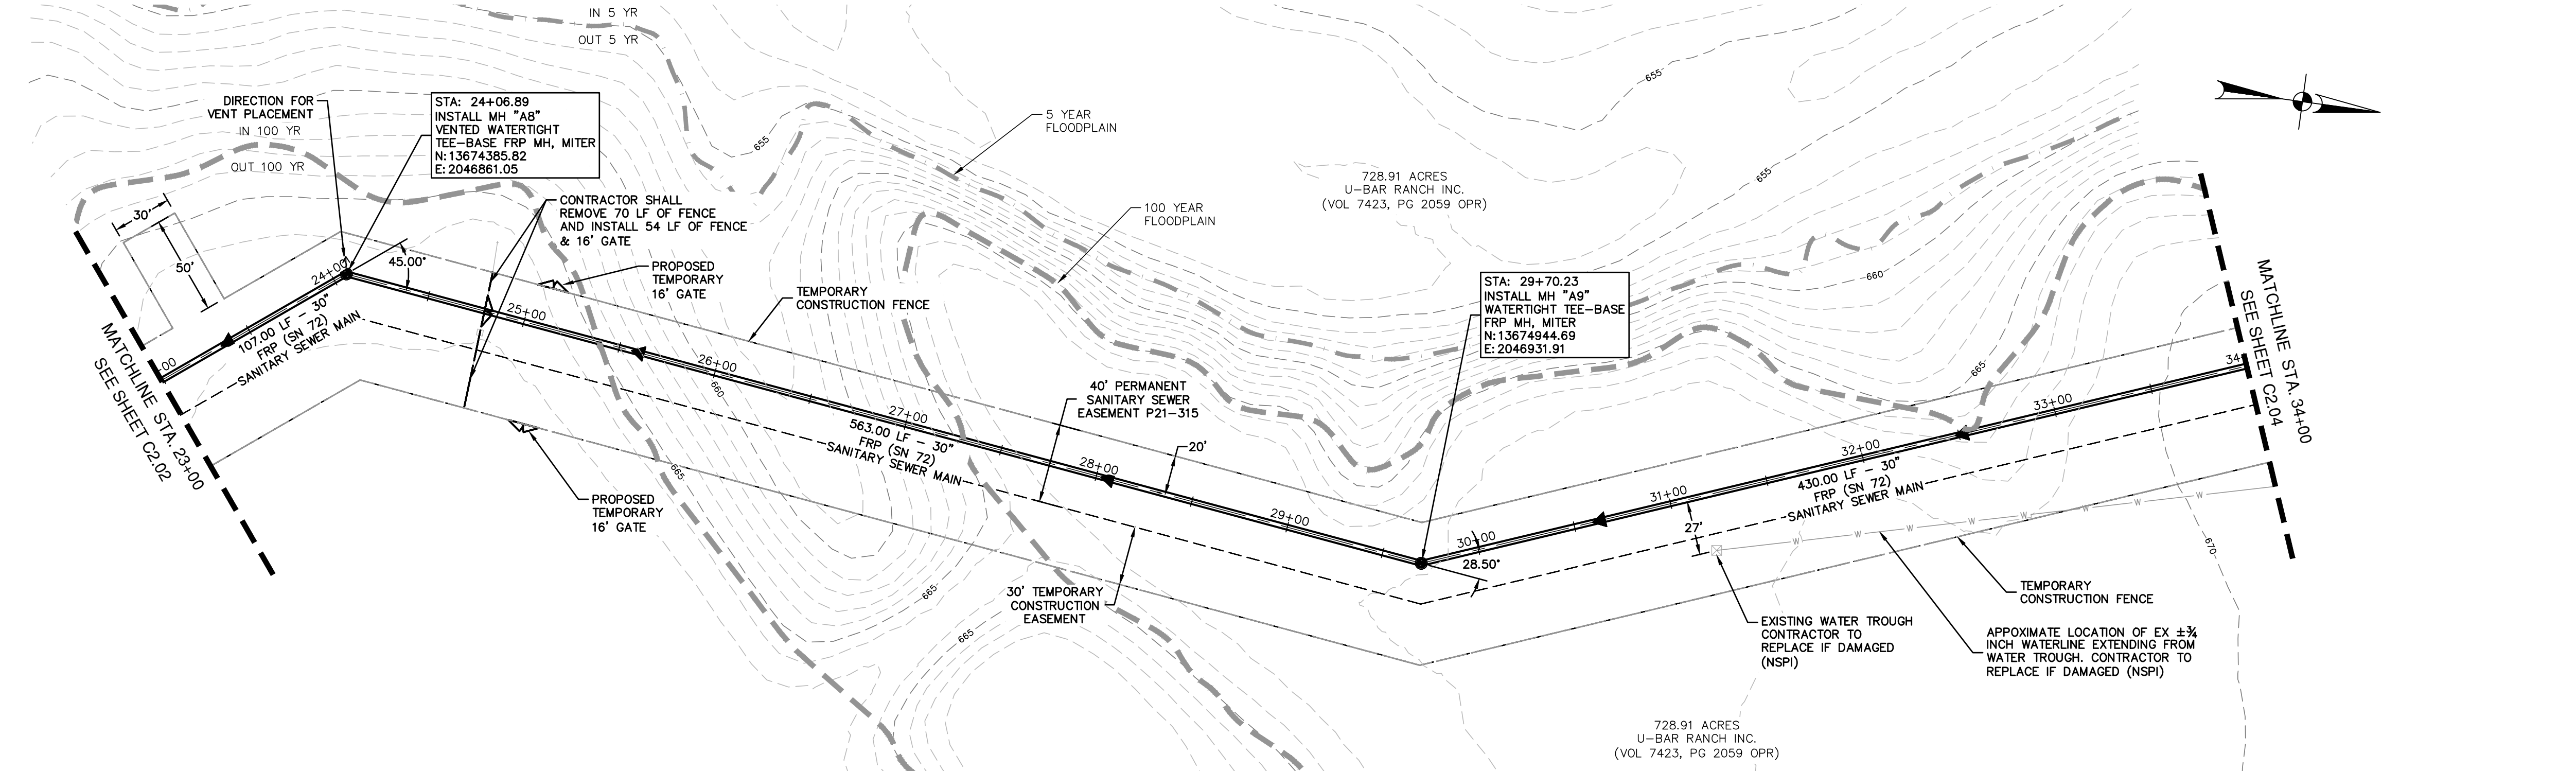 IN 5 YR
OUT 5 YR
DIRECTION FOR
VENT PLACEMENT
IN 100 YR
OUT 100 YR
STA: 24+06.89
INSTALL MH "A8"
VENTED WATERTIGHT
TEE-BASE FRP MH, MITER
N:13674385.82
E:2046861.05
30'
50'
CONTRACTOR SHALL
REMOVE 70 LF OF FENCE
AND INSTALL 54 LF OF FENCE
& 16' GATE
45.00°
PROPOSED
TEMPORARY
16' GATE
TEMPORARY
CONSTRUCTION FENCE
655
5 YEAR
FLOODPLAIN
100 YEAR
FLOODPLAIN
728.91 ACRES
U-BAR RANCH INC.
(VOL 7423, PG 2059 OPR)
655
655
660
STA: 29+70.23
INSTALL MH "A9"
WATERTIGHT TEE-BASE
FRP MH, MITER
N:13674944.69
E:2046931.91
MATCHLINE STA. 23+00
SEE SHEET C2.02
00
107.00 LF - 30"
FRP (SN 72)
SANITARY SEWER MAIN
24+00
25+00
26+00
660
27+00
563.00 LF - 30"
FRP (SN 72)
SANITARY SEWER MAIN
28+00
29+00
40' PERMANENT
SANITARY SEWER
EASEMENT P21-315
20'
665
PROPOSED
TEMPORARY
16' GATE
665
665
30' TEMPORARY
CONSTRUCTION
EASEMENT
30+00
28.50°
31+00
27'
32+00
430.00 LF - 30"
FRP (SN 72)
SANITARY SEWER MAIN
33+00
34
665
W
W
W
W
W
W
W
670
MATCHLINE STA. 34+00
SEE SHEET C2.04
EXISTING WATER TROUGH
CONTRACTOR TO
REPLACE IF DAMAGED
(NSPI)
TEMPORARY
CONSTRUCTION FENCE
APPOXIMATE LOCATION OF EX ±¾
INCH WATERLINE EXTENDING FROM
WATER TROUGH. CONTRACTOR TO
REPLACE IF DAMAGED (NSPI)
728.91 ACRES
U-BAR RANCH INC.
(VOL 7423, PG 2059 OPR)